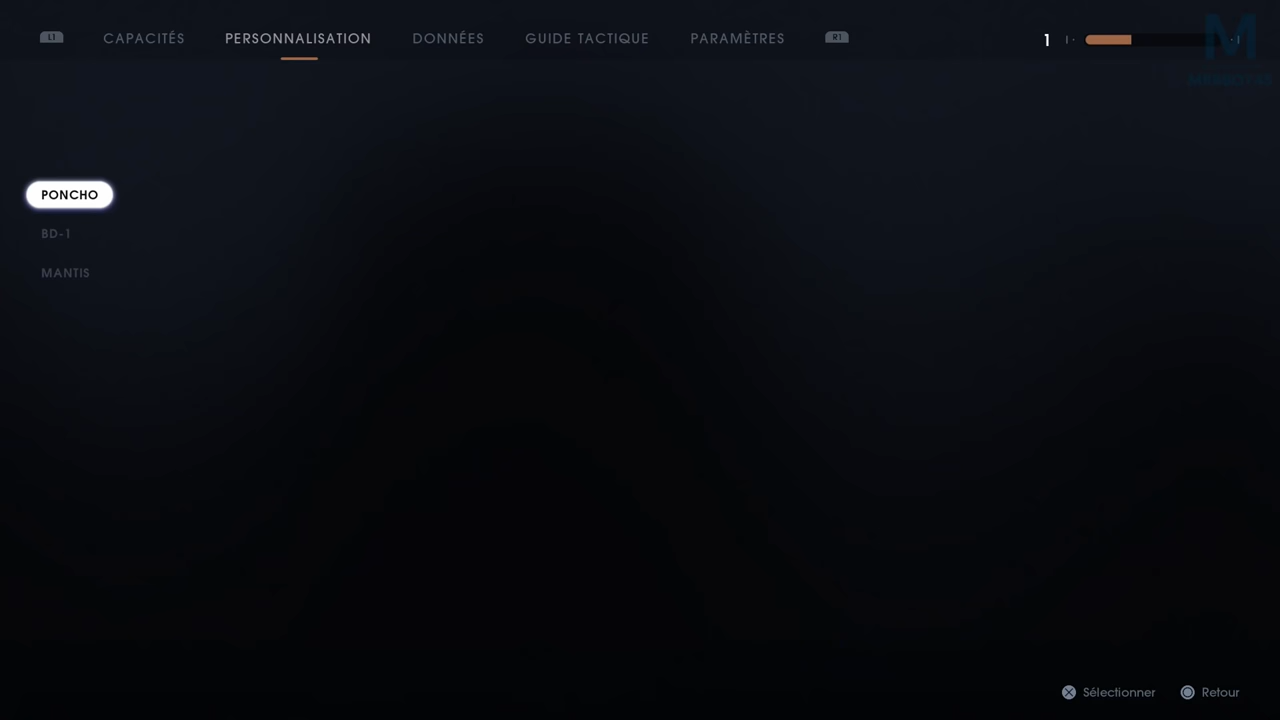 L1 CAPACITÉS PERSONNALISATION DONNÉES GUIDE TACTIQUE PARAMÈTRES R1 1
M
PONCHO
BD-1
MANTIS
Sélectionner Retour